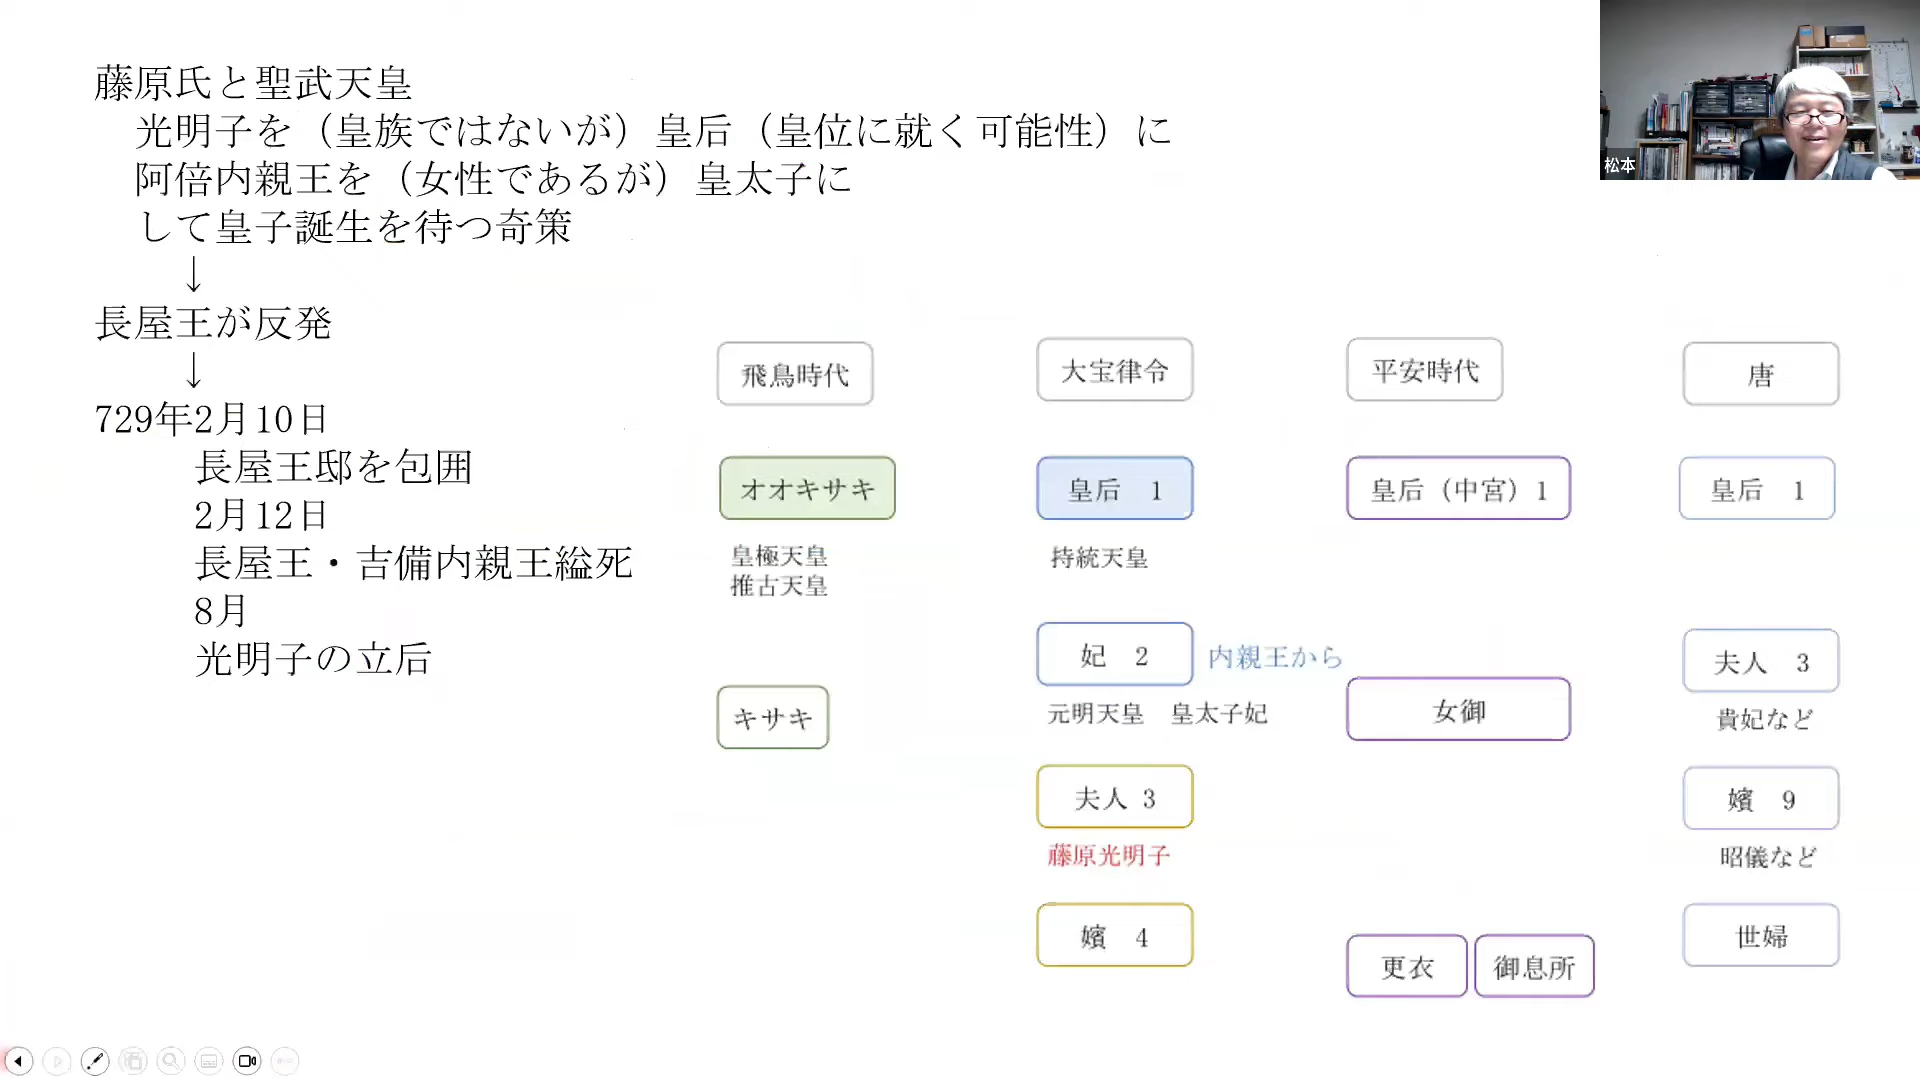 藤原氏と聖武天皇
光明子を（皇族ではないが）皇后（皇位に就く可能性）に
阿倍内親王を（女性であるが）皇太子に
して皇子誕生を待つ奇策
↓
長屋王が反発
↓
729年2月10日
長屋王邸を包囲
2月12日
長屋王・吉備内親王縊死
8月
光明子の立后
飛鳥時代
オオキサキ
皇極天皇
推古天皇
キサキ
大宝律令
皇后　1
持統天皇
妃　2
内親王から
元明天皇　皇太子妃
夫人 3
藤原光明子
嬪　4
平安時代
皇后（中宮）1
女御
更衣
御息所
唐
皇后　1
夫人　3
貴妃など
嬪　9
昭儀など
世婦
松本